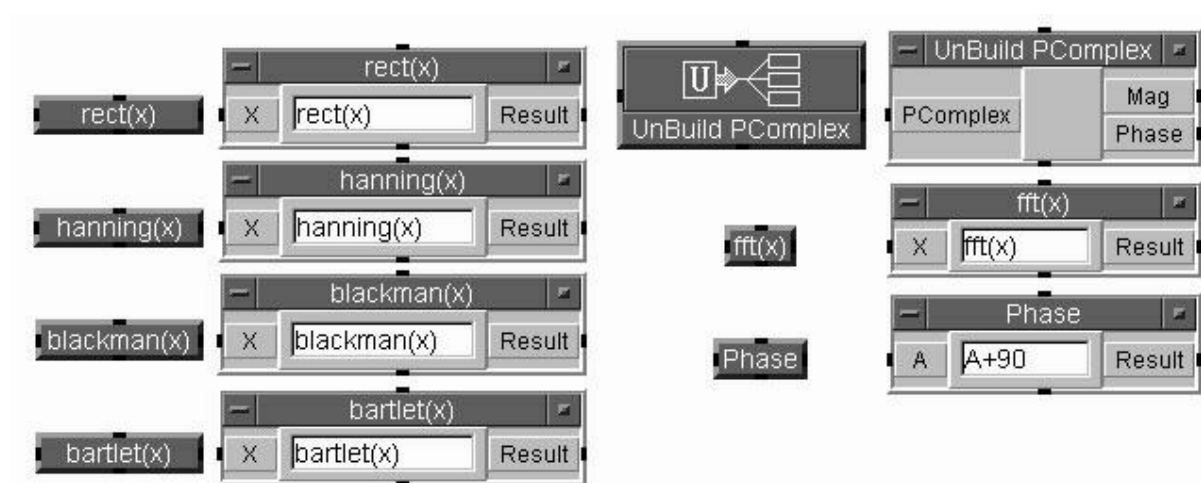 rect(x)
rect(x)
X rect(x) Result
hanning(x)
hanning(x)
X hanning(x) Result
blackman(x)
blackman(x)
X blackman(x) Result
bartlet(x)
bartlet(x)
X bartlet(x) Result
U
UnBuild PComplex
UnBuild PComplex
PComplex
Mag
Phase
fft(x)
fft(x)
X fft(x) Result
Phase
Phase
A A+90 Result